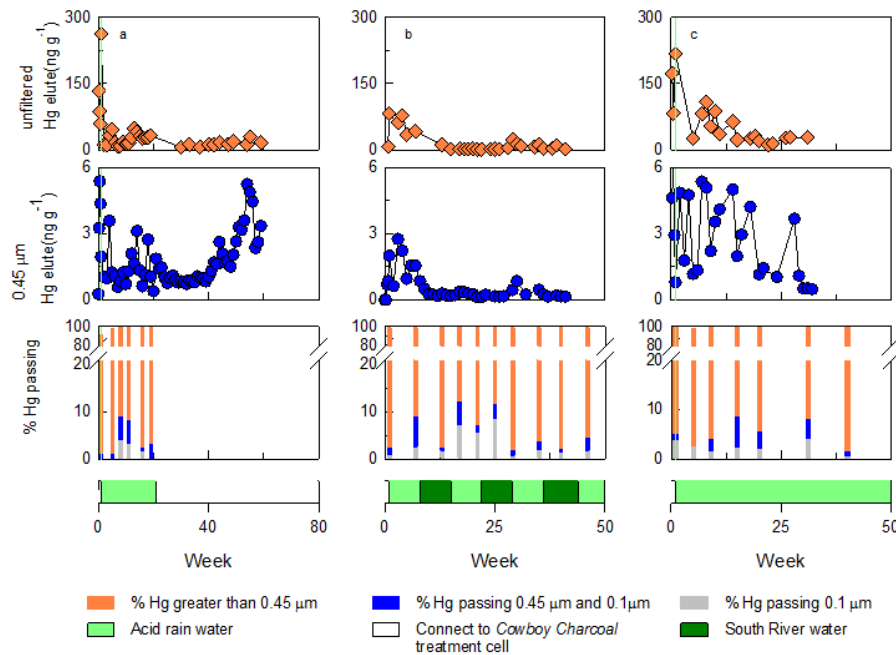 300
150
0
unfiltered
Hg elute(ng g⁻¹)
a
b
c
6
3
0
0.45 µm
Hg elute(ng g⁻¹)
100
80
20
10
0
% Hg passing
100
80
20
10
0
100
80
20
10
0
300
150
0
6
3
0
300
150
0
6
3
0
0 40 80
0 25 50
0 25 50
Week
Week
Week
% Hg greater than 0.45 µm
% Hg passing 0.45 µm and 0.1µm
% Hg passing 0.1 µm
Acid rain water
Connect to Cowboy Charcoal
treatment cell
South River water